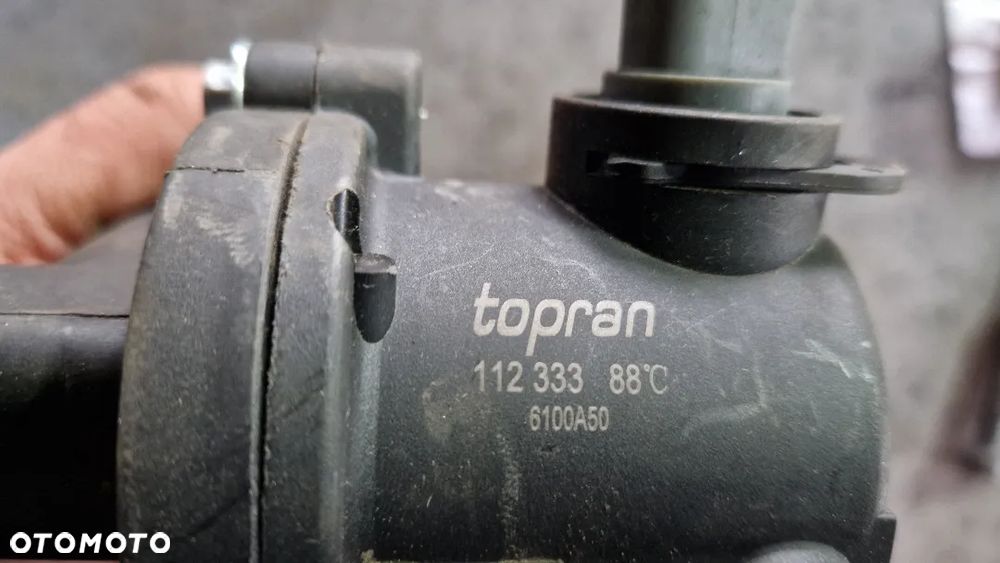 topran
112 333 88℃
6100A50
OTOMOTO